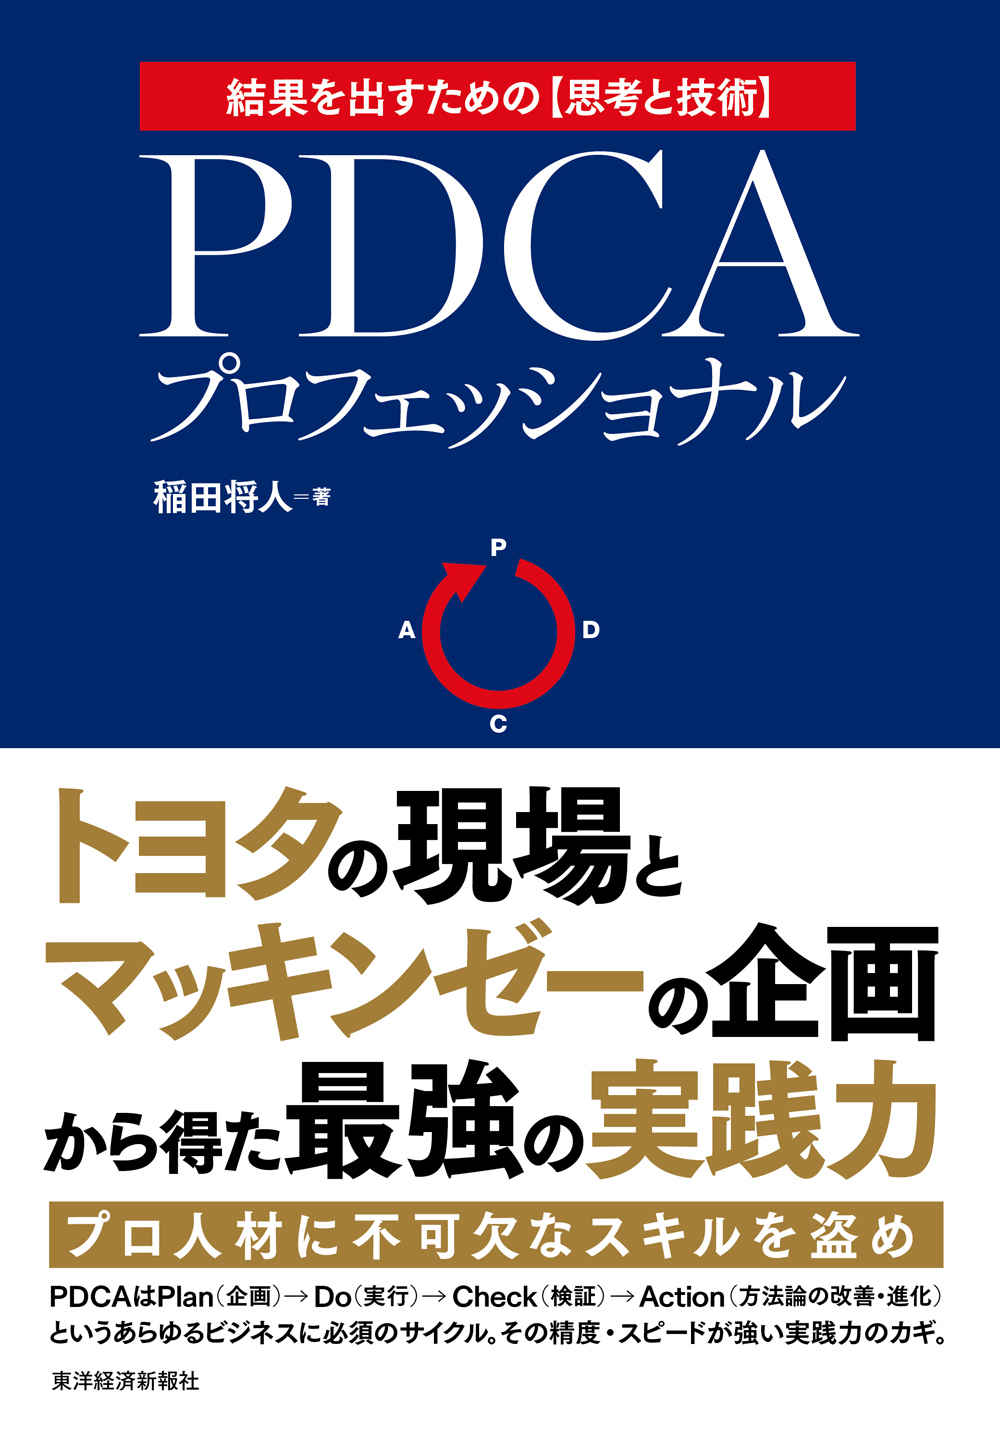 結果を出すための【思考と技術】
PDCA
プロフェッショナル
稲田将人=著
P
A D
C
トヨタの現場と
マッキンゼーの企画
から得た最強の実践力
プロ人材に不可欠なスキルを盗め
PDCAはPlan（企画）→Do（実行）→Check（検証）→Action（方法論の改善・進化）
というあらゆるビジネスに必須のサイクル。その精度・スピードが強い実践力のカギ。
東洋経済新報社